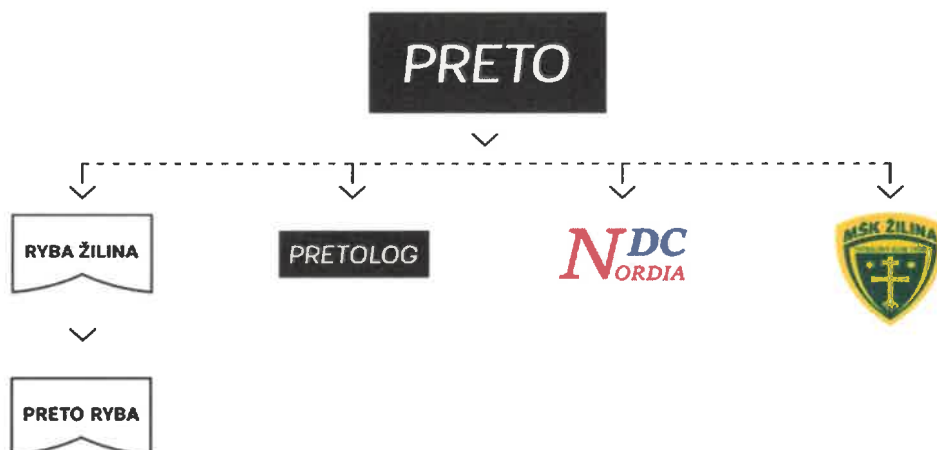 PRETO
RYBA ŽILINA
PRETOLOG
NDC
NORDIA
MŠK ŽILINA
PRETO RYBA